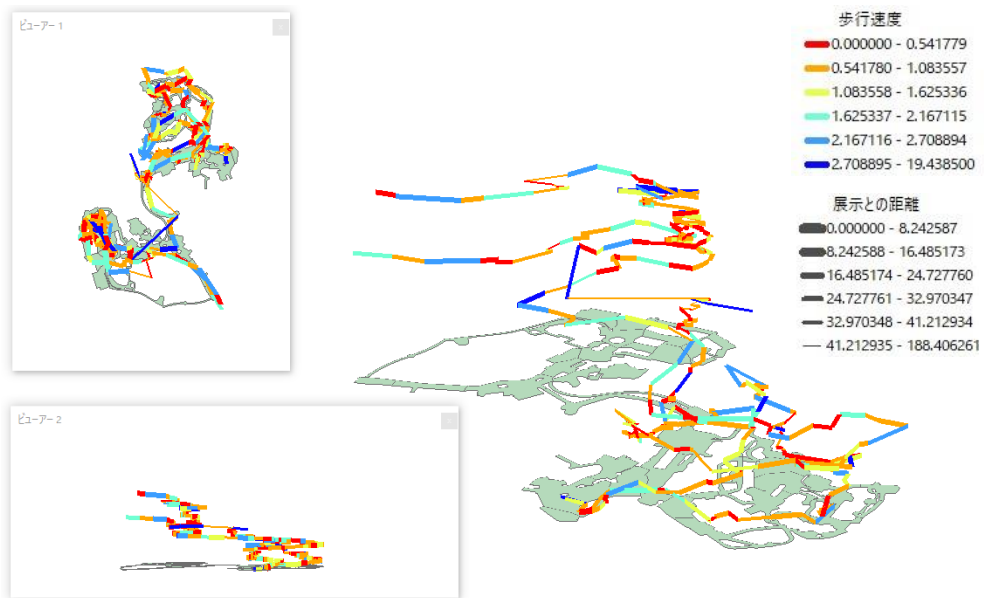 ビューアー 1
歩行速度
0.000000 - 0.541779
0.541780 - 1.083557
1.083558 - 1.625336
1.625337 - 2.167115
2.167116 - 2.708894
2.708895 - 19.438500
展示との距離
0.000000 - 8.242587
8.242588 - 16.485173
16.485174 - 24.727760
24.727761 - 32.970347
32.970348 - 41.212934
41.212935 - 188.406261
ビューアー 2